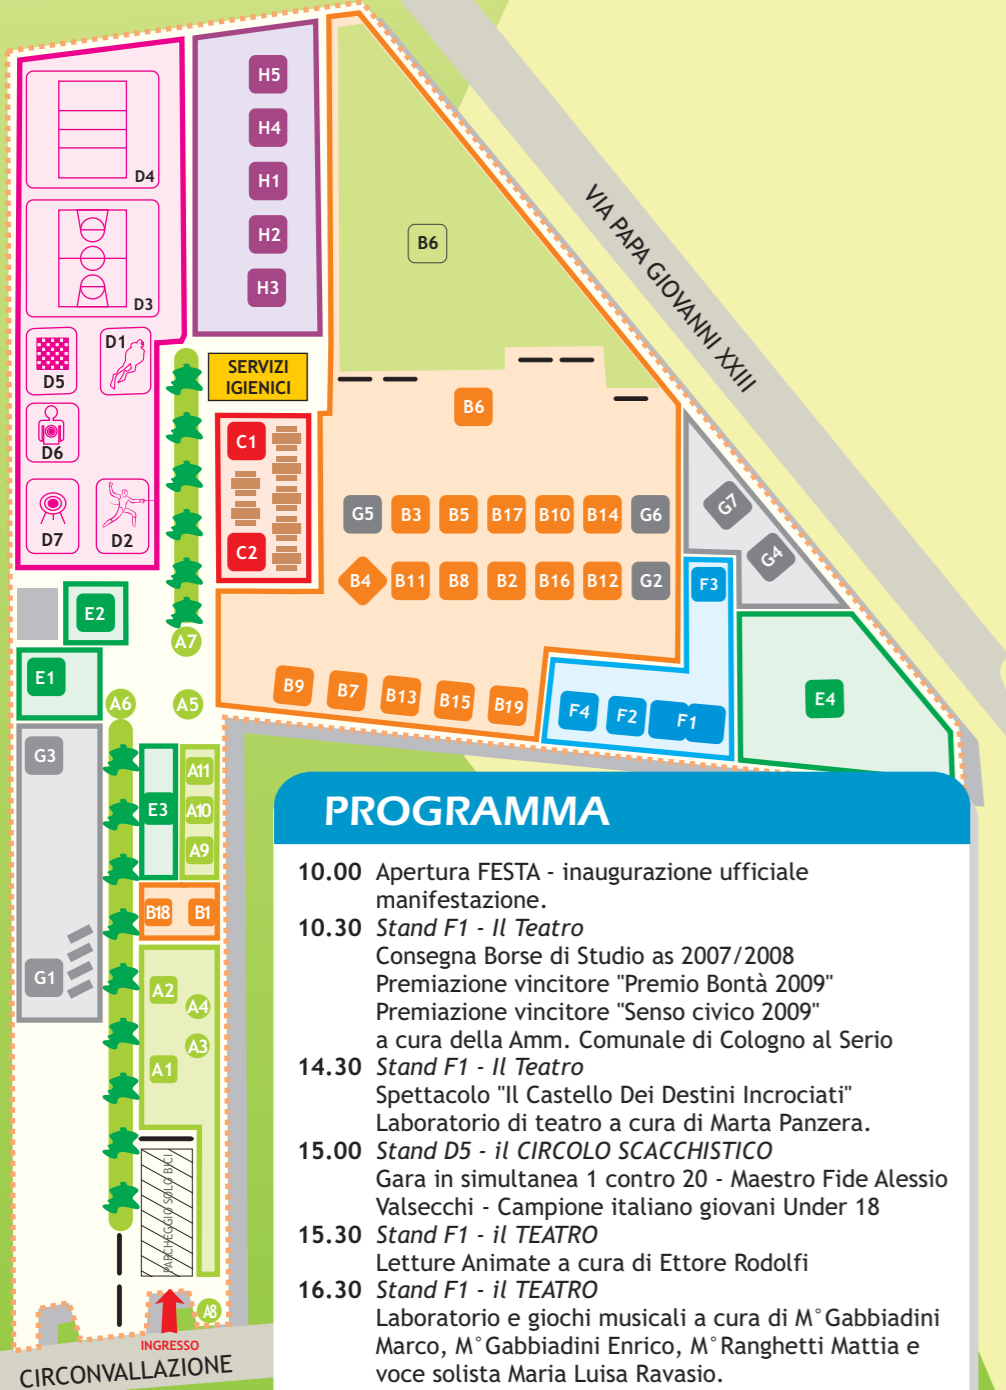 H5
H4
H1
H2
H3
D4
D3
D1
D5
D6
D7
D2
B6
VIA PAPA GIOVANNI XXIII
SERVIZI
IGIENICI
C1
C2
B6
G5 B3 B5 B17 B10 B14 G6
B4 B11 B8 B2 B16 B12 G2
G7
G4
F3
E2
A7
E1
A6
A5
B9 B7 B13 B15 B19
F4 F2 F1
E4
G3
E3
A11
A10
A9
B18 B1
G1
A2
A4
A3
A1
PARCHEGGIO SOLO BICI
A8
INGRESSO
CIRCONVALLAZIONE
PROGRAMMA
10.00 Apertura FESTA - inaugurazione ufficiale
manifestazione.
10.30 Stand F1 - Il Teatro
Consegna Borse di Studio as 2007/2008
Premiazione vincitore "Premio Bontà 2009"
Premiazione vincitore "Senso civico 2009"
a cura della Amm. Comunale di Cologno al Serio
14.30 Stand F1 - Il Teatro
Spettacolo "Il Castello Dei Destini Incrociati"
Laboratorio di teatro a cura di Marta Panzera.
15.00 Stand D5 - il CIRCOLO SCACCHISTICO
Gara in simultanea 1 contro 20 - Maestro Fide Alessio
Valsecchi - Campione italiano giovani Under 18
15.30 Stand F1 - il TEATRO
Letture Animate a cura di Ettore Rodolfi
16.30 Stand F1 - il TEATRO
Laboratorio e giochi musicali a cura di M°Gabbiadini
Marco, M°Gabbiadini Enrico, M°Ranghetti Mattia e
voce solista Maria Luisa Ravasio.